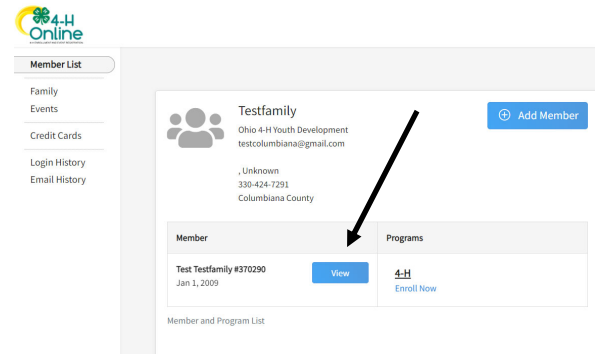 4-H
Online
Member List
Family
Events
Credit Cards
Login History
Email History
Testfamily
Ohio 4-H Youth Development
testcolumbiana@gmail.com
, Unknown
330-424-7291
Columbiana County
Add Member
Member
Programs
Test Testfamily #370290
Jan 1, 2009
View
4-H
Enroll Now
Member and Program List